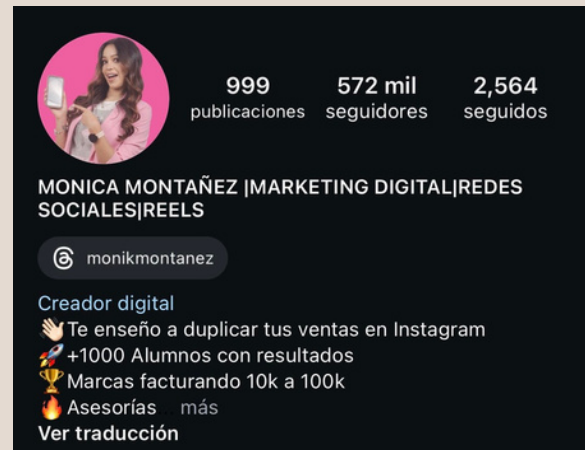 999 572 mil 2,564
publicaciones seguidores seguidos
MONICA MONTAÑEZ |MARKETING DIGITAL|REDES
SOCIALES|REELS
monikmontanez
Creador digital
👋🏻Te enseño a duplicar tus ventas en Instagram
🚀+1000 Alumnos con resultados
🏆Marcas facturando 10k a 100k
🔥Asesorías... más
Ver traducción